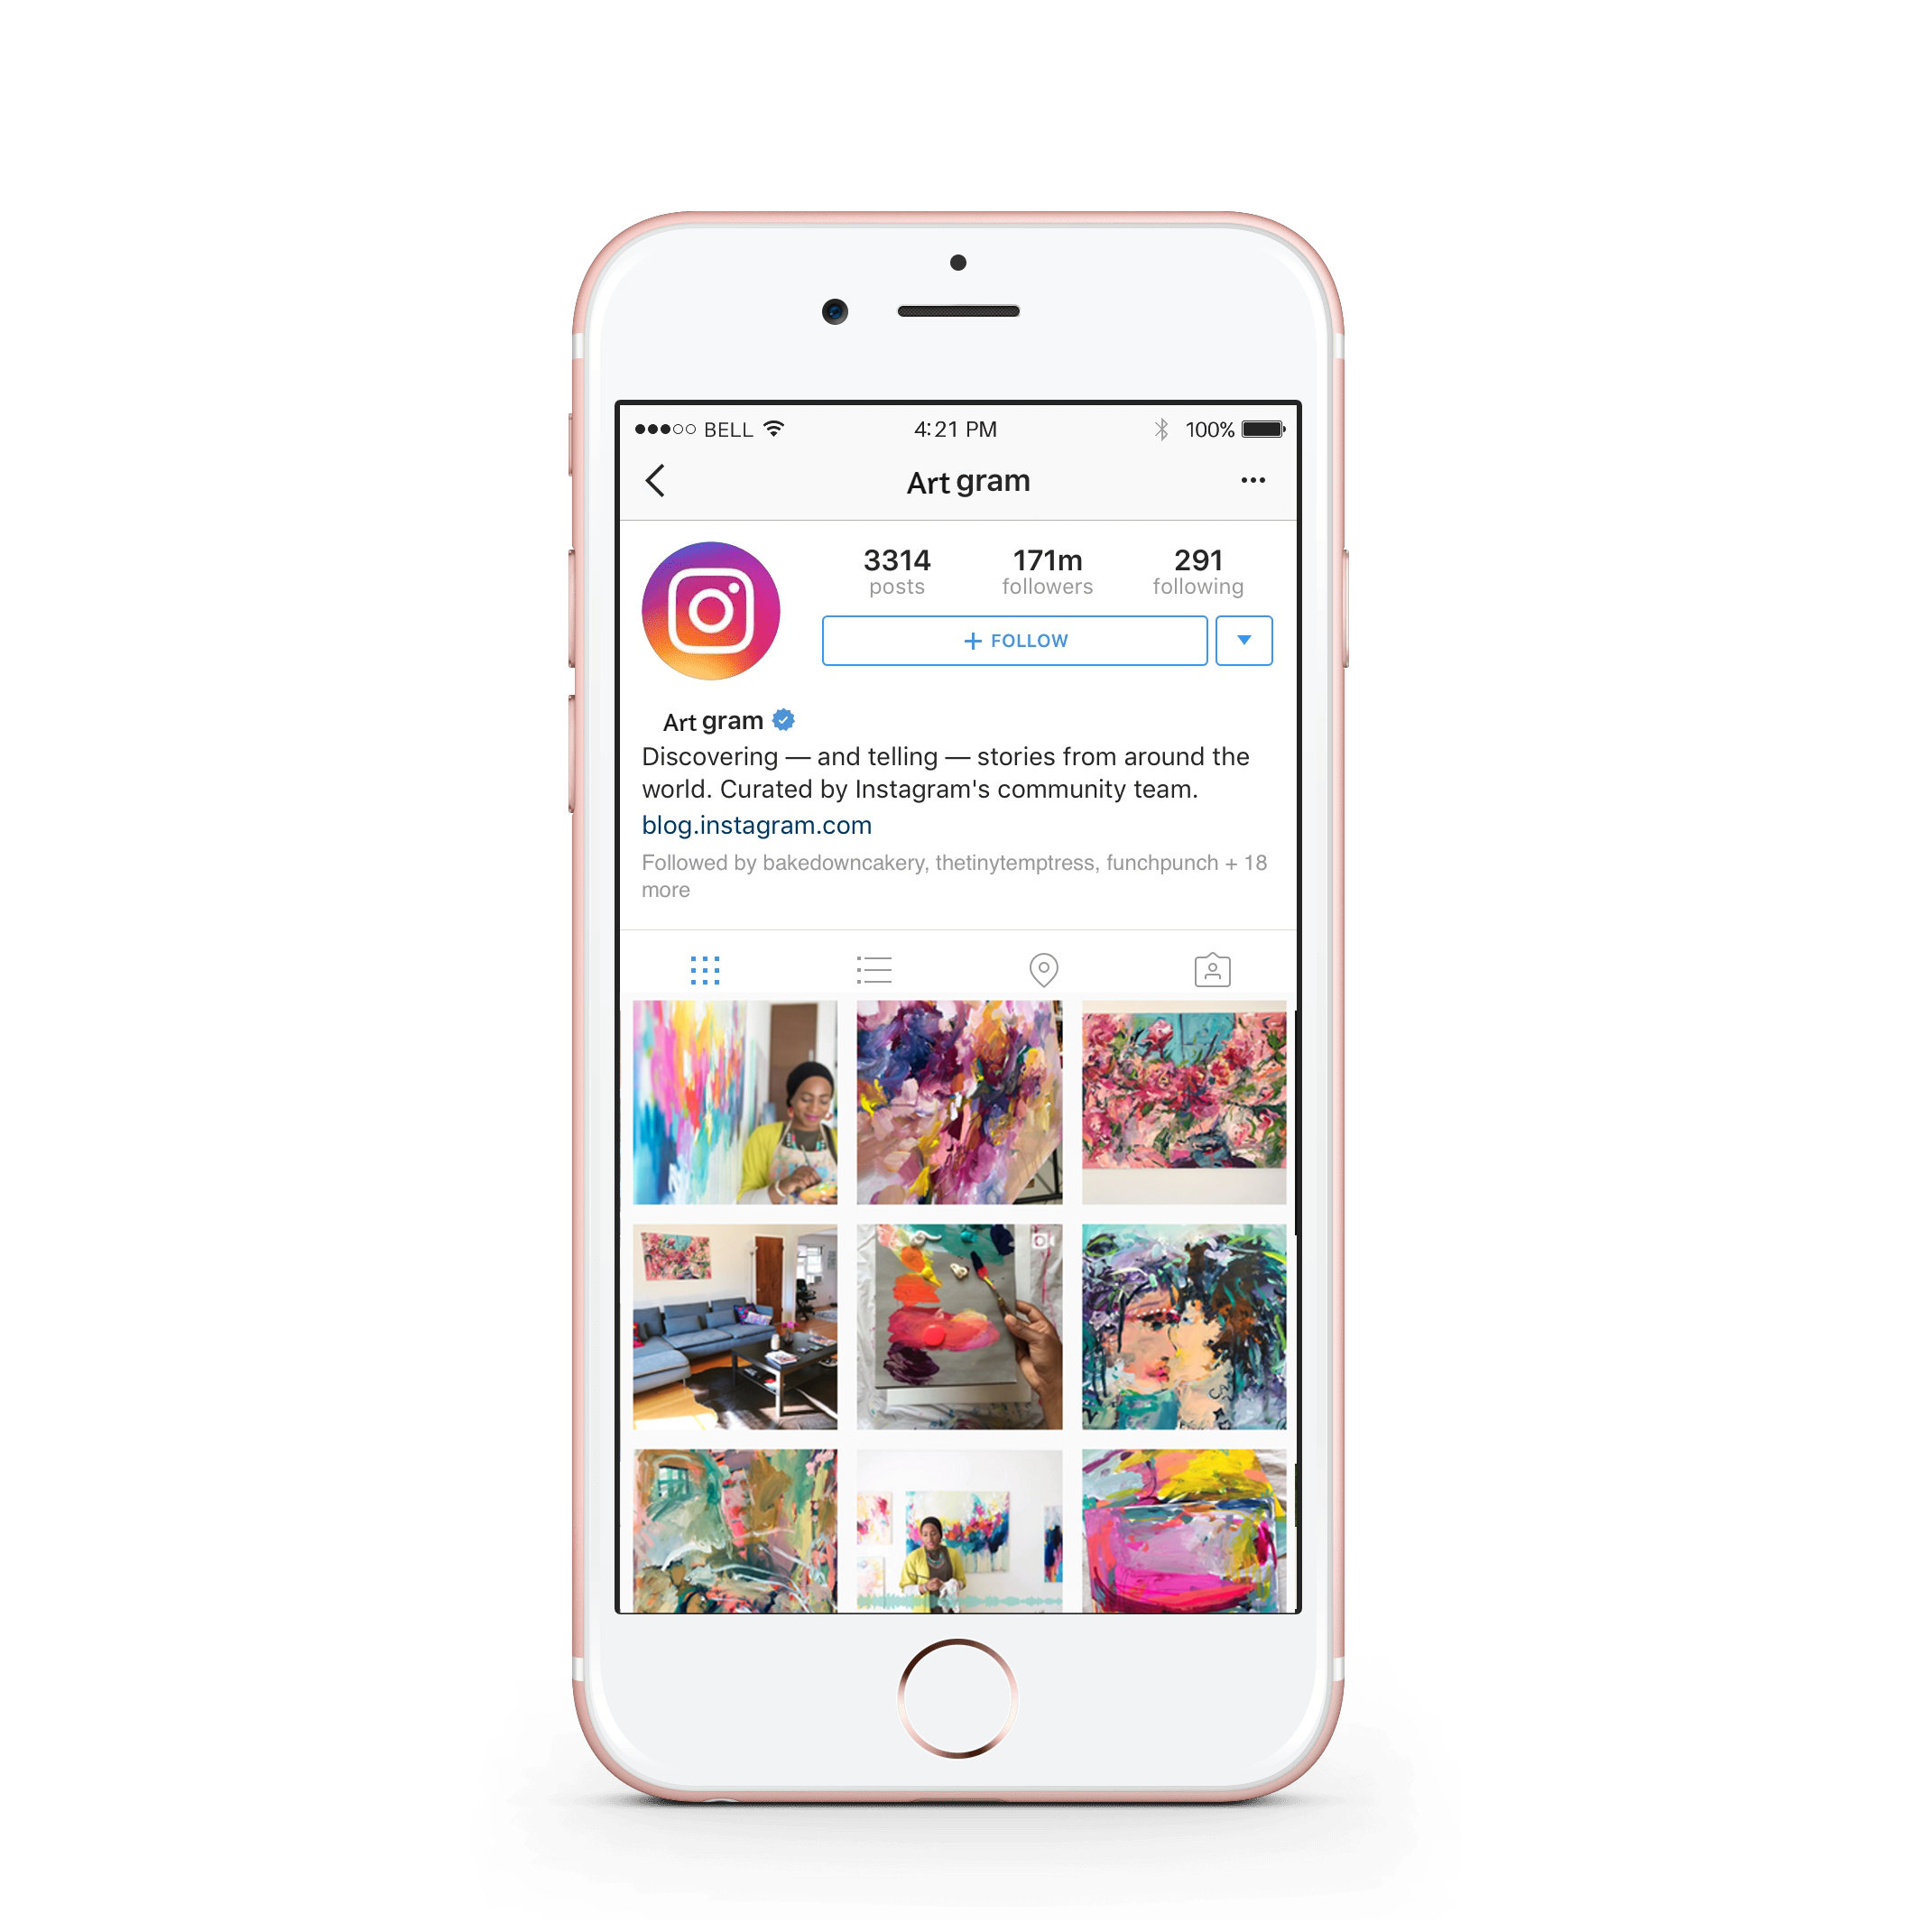 BELL 4:21 PM 100%
Art gram
3314 171m 291
posts followers following
+ FOLLOW
Art gram
Discovering — and telling — stories from around the
world. Curated by Instagram's community team.
blog.instagram.com
Followed by bakedowncakery, thetinytemptress, funchpunch + 18
more